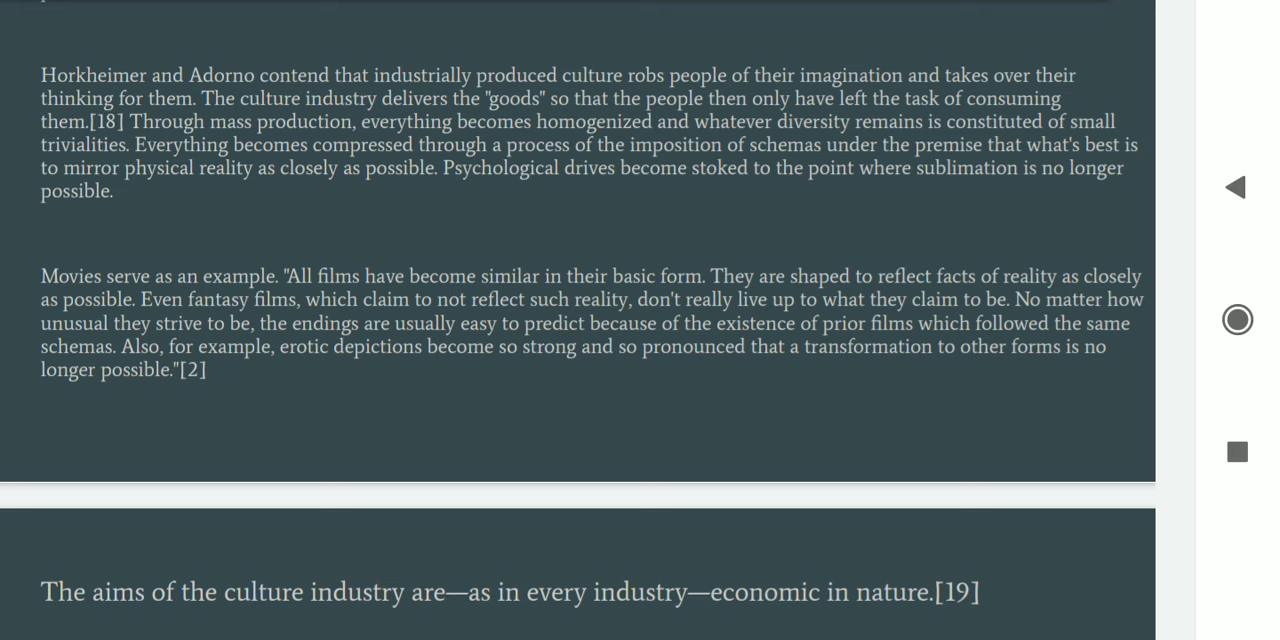 Horkheimer and Adorno contend that industrially produced culture robs people of their imagination and takes over their
thinking for them. The culture industry delivers the "goods" so that the people then only have left the task of consuming
them.[18] Through mass production, everything becomes homogenized and whatever diversity remains is constituted of small
trivialities. Everything becomes compressed through a process of the imposition of schemas under the premise that what's best is
to mirror physical reality as closely as possible. Psychological drives become stoked to the point where sublimation is no longer
possible.
Movies serve as an example. "All films have become similar in their basic form. They are shaped to reflect facts of reality as closely
as possible. Even fantasy films, which claim to not reflect such reality, don't really live up to what they claim to be. No matter how
unusual they strive to be, the endings are usually easy to predict because of the existence of prior films which followed the same
schemas. Also, for example, erotic depictions become so strong and so pronounced that a transformation to other forms is no
longer possible."[2]
The aims of the culture industry are—as in every industry—economic in nature.[19]